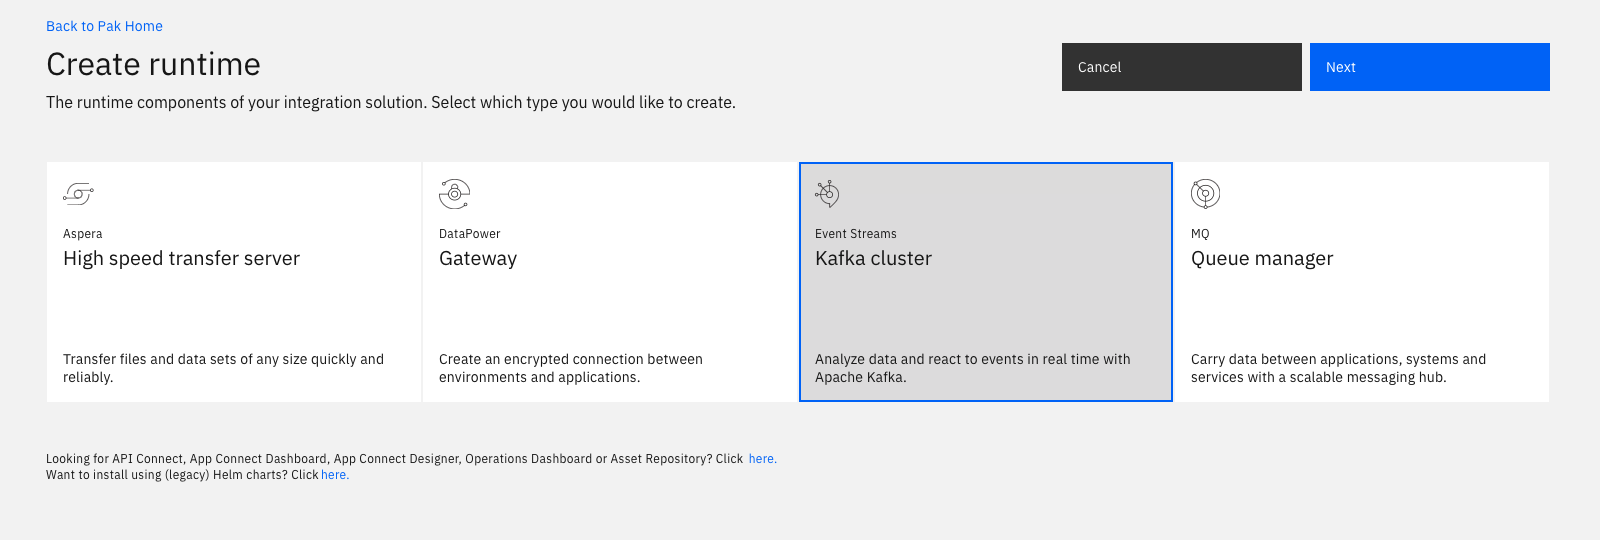 Back to Pak Home
Create runtime
Cancel
Next
The runtime components of your integration solution. Select which type you would like to create.
Aspera
High speed transfer server
Transfer files and data sets of any size quickly and
reliably.
DataPower
Gateway
Create an encrypted connection between
environments and applications.
Event Streams
Kafka cluster
Analyze data and react to events in real time with
Apache Kafka.
MQ
Queue manager
Carry data between applications, systems and
services with a scalable messaging hub.
Looking for API Connect, App Connect Dashboard, App Connect Designer, Operations Dashboard or Asset Repository? Click here.
Want to install using (legacy) Helm charts? Click here.